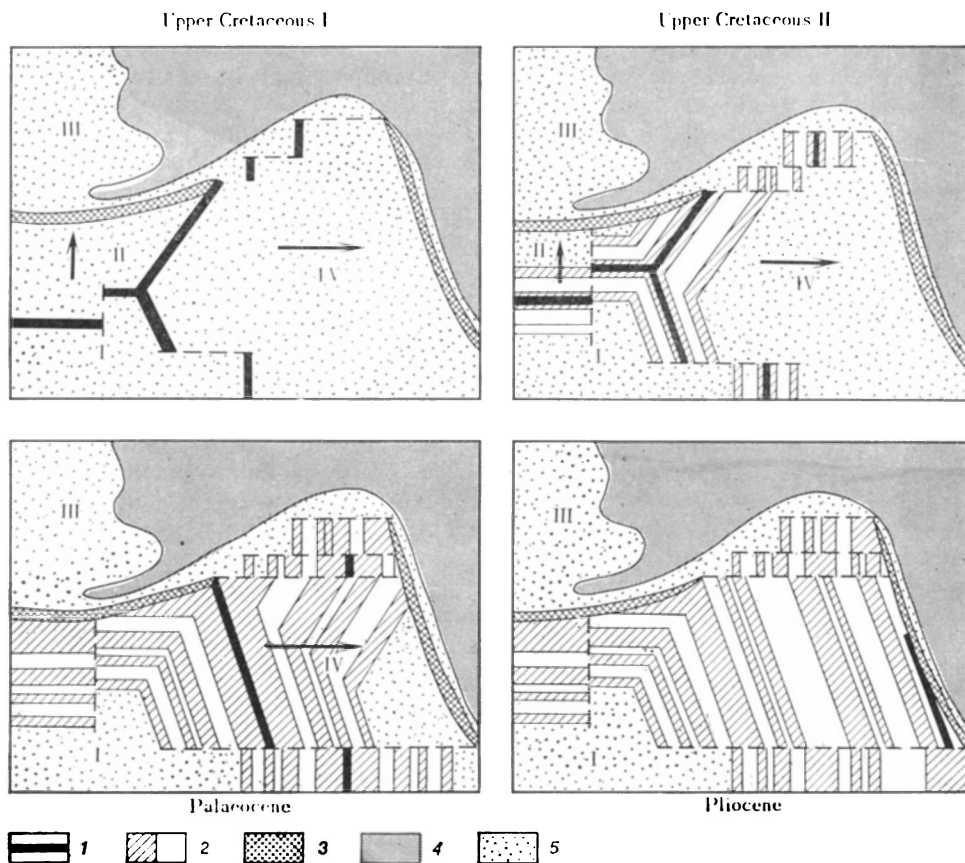 Upper Cretaceous I
Upper Cretaceous II
III
II
IV
III
II
I
IV
III
I
IV
Palaeocene
III
I
Pliocene
1
2
3
4
5